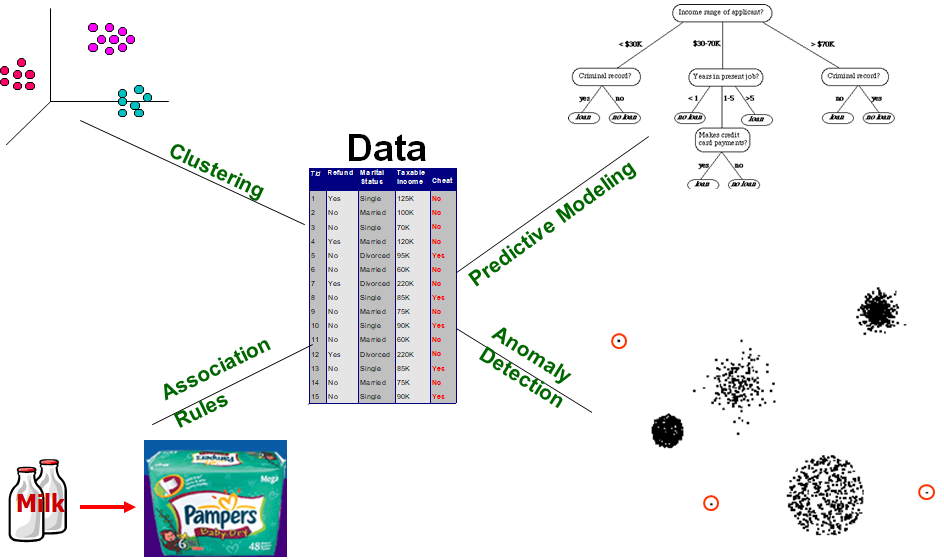 Income range of applicant?
< $30K
$30-70K
> $70K
Criminal record?
Years in present job?
Criminal record?
yes
no
< 1
1-5
>5
no
yes
loan
no loan
no loan
loan
loan
no loan
Makes credit
card payments?
yes
no
loan
no loan
Clustering
Data
Predictive Modeling
Tid Refund Marital Status Taxable Income Cheat
1 Yes Single 125K No
2 No Married 100K No
3 No Single 70K No
4 Yes Married 120K No
5 No Divorced 95K Yes
6 No Married 60K No
7 Yes Divorced 220K No
8 No Single 85K Yes
9 No Married 75K No
10 No Single 90K Yes
11 No Married 60K No
12 Yes Divorced 220K No
13 No Single 85K Yes
14 No Married 75K No
15 No Single 90K Yes
Association
Rules
Anomaly
Detection
Milk
Pampers
Mega
Pampers
Baby-Dry
6
48